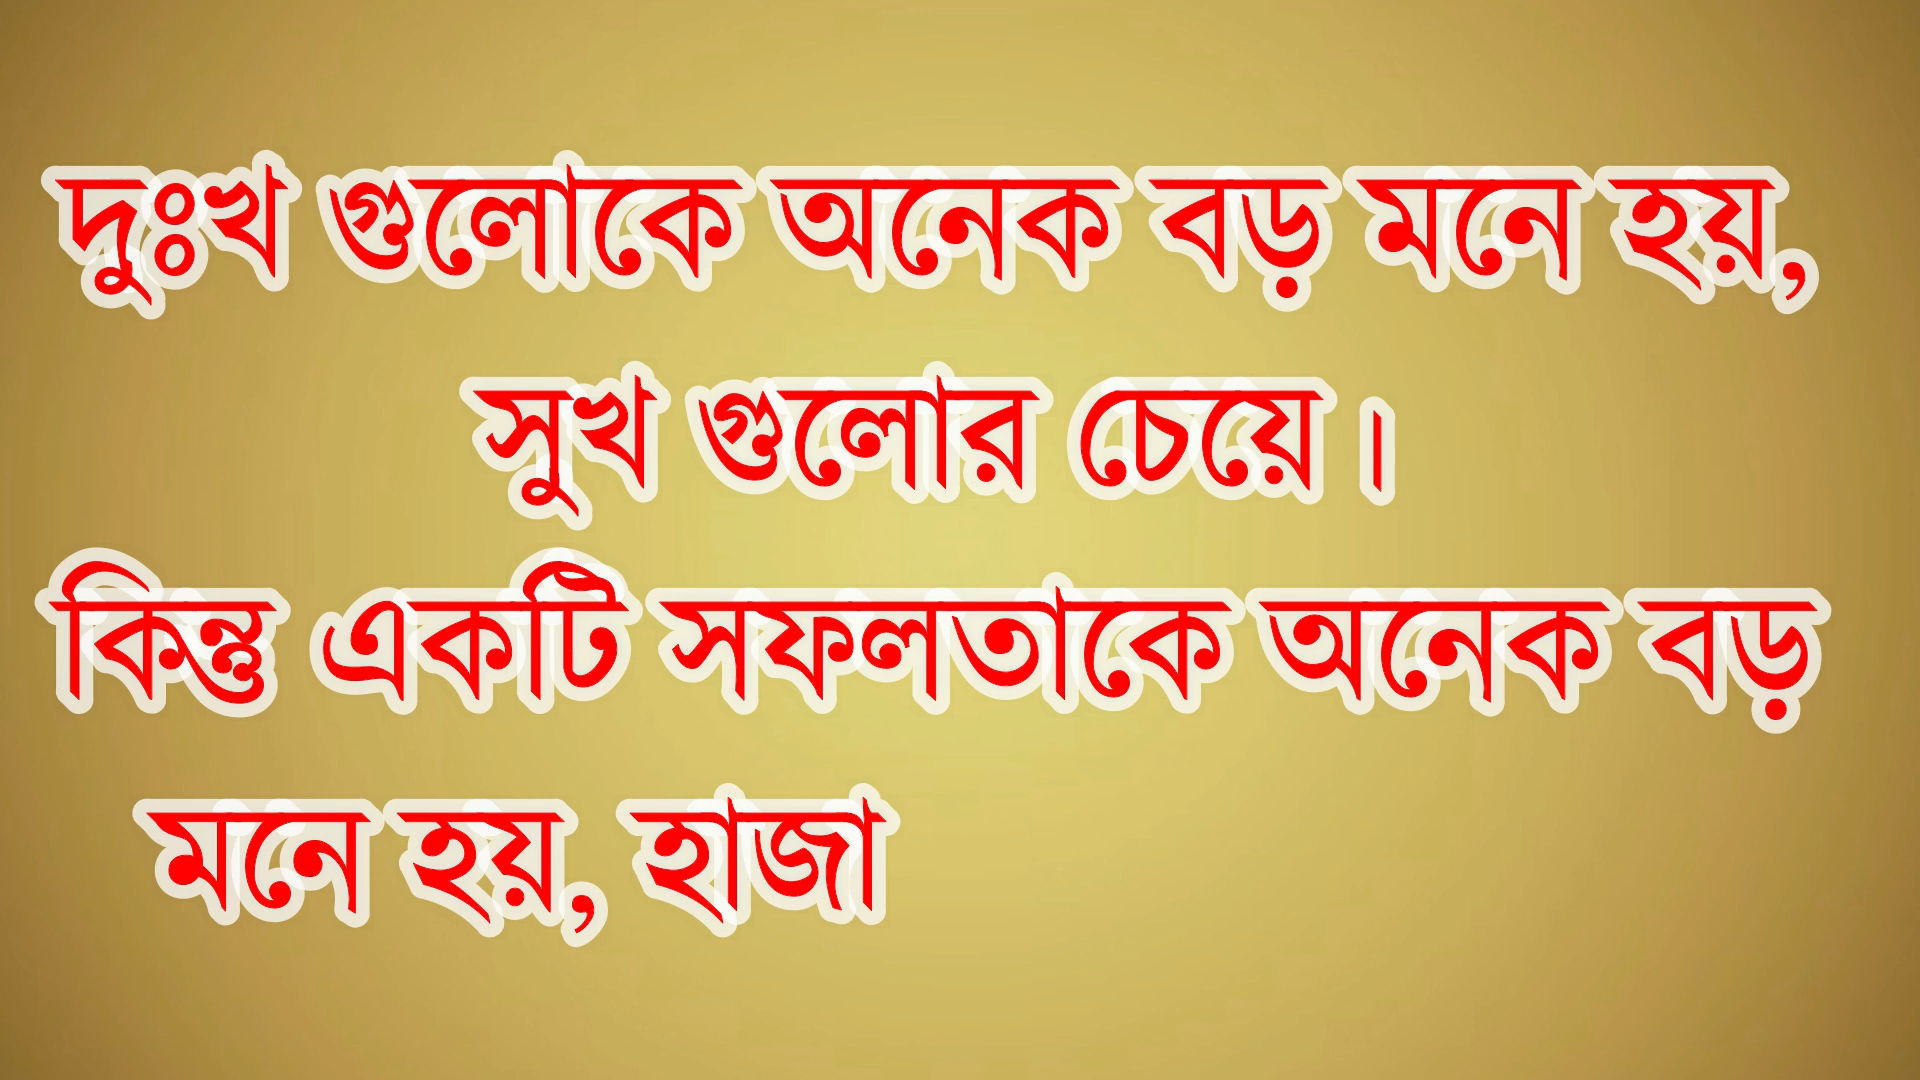 দুঃখ গুলোকে অনেক বড় মনে হয়,
সুখ গুলোর চেয়ে।
কিন্তু একটি সফলতাকে অনেক বড়
মনে হয়, হাজা